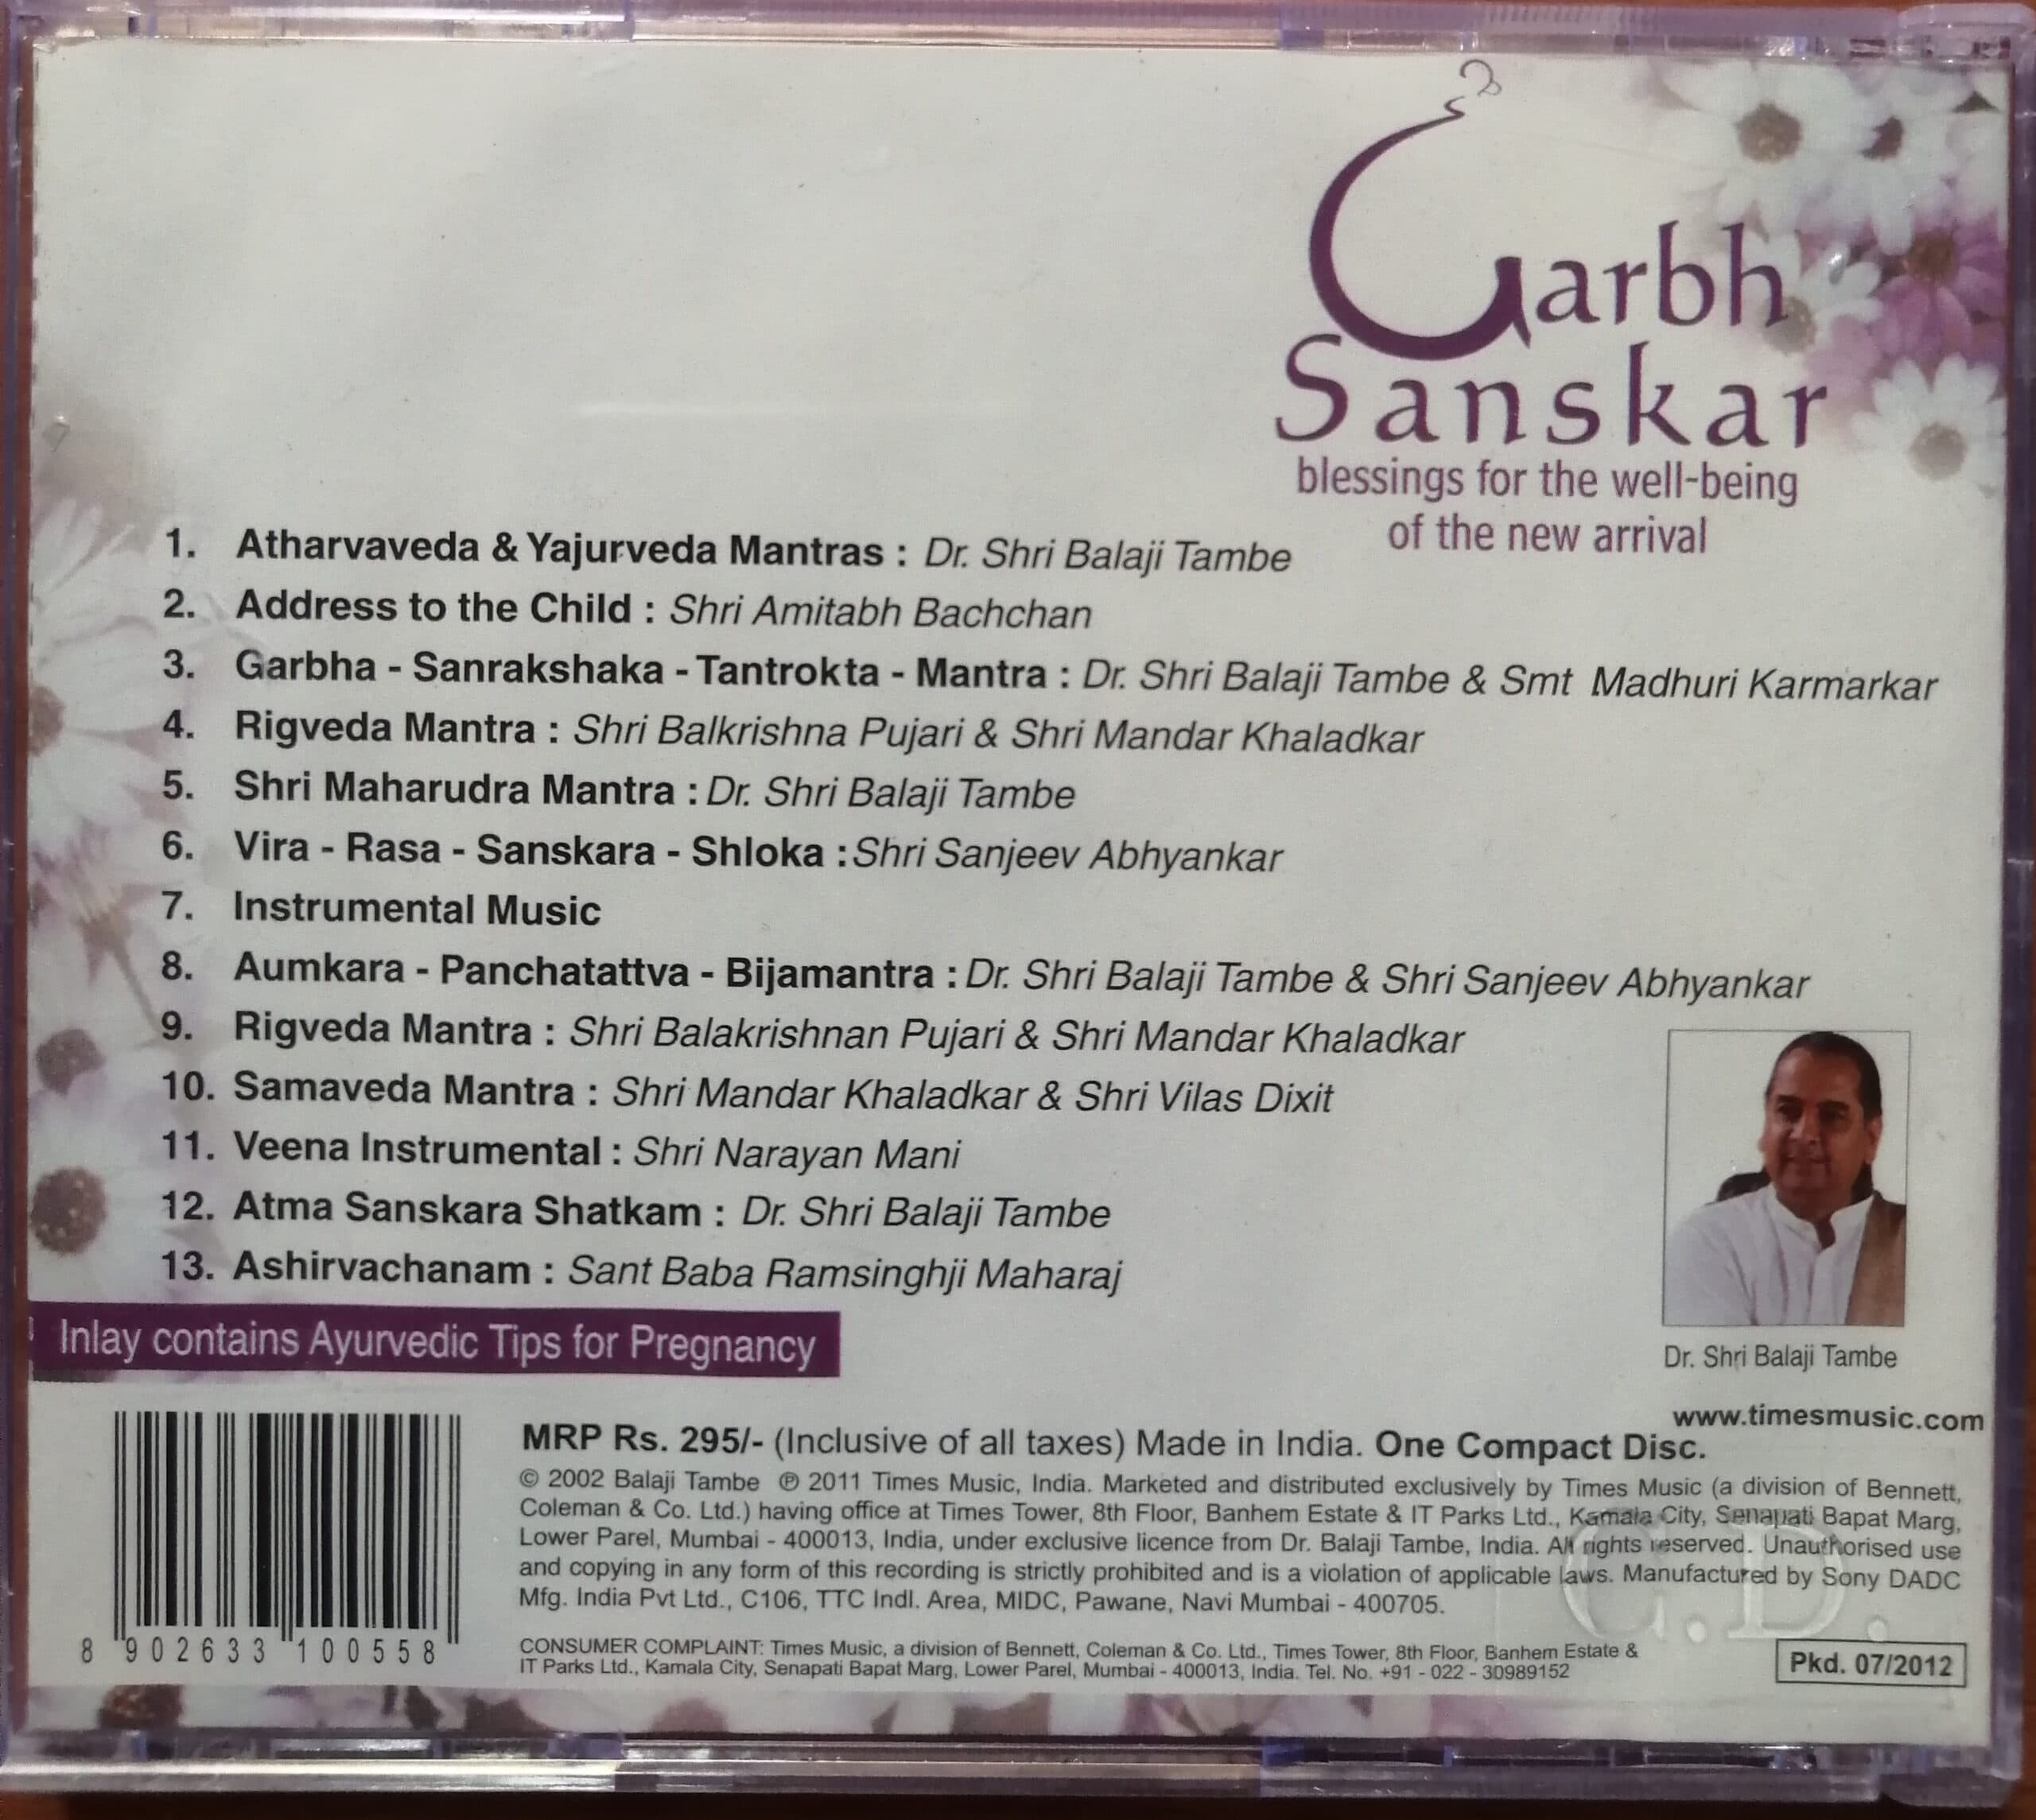 Garbh
Sanskar
blessings for the well-being
of the new arrival
1. Atharvaveda & Yajurveda Mantras : Dr. Shri Balaji Tambe
2. Address to the Child : Shri Amitabh Bachchan
3. Garbha - Sanrakshaka - Tantrokta - Mantra : Dr. Shri Balaji Tambe & Smt Madhuri Karmarkar
4. Rigveda Mantra : Shri Balkrishna Pujari & Shri Mandar Khaladkar
5. Shri Maharudra Mantra : Dr. Shri Balaji Tambe
6. Vira - Rasa - Sanskara - Shloka : Shri Sanjeev Abhyankar
7. Instrumental Music
8. Aumkara - Panchatattva - Bijamantra : Dr. Shri Balaji Tambe & Shri Sanjeev Abhyankar
9. Rigveda Mantra : Shri Balakrishnan Pujari & Shri Mandar Khaladkar
10. Samaveda Mantra : Shri Mandar Khaladkar & Shri Vilas Dixit
11. Veena Instrumental : Shri Narayan Mani
12. Atma Sanskara Shatkam : Dr. Shri Balaji Tambe
13. Ashirvachanam : Sant Baba Ramsinghji Maharaj
Inlay contains Ayurvedic Tips for Pregnancy
Dr. Shri Balaji Tambe
www.timesmusic.com
MRP Rs. 295/- (Inclusive of all taxes) Made in India. One Compact Disc.
© 2002 Balaji Tambe ℗ 2011 Times Music, India. Marketed and distributed exclusively by Times Music (a division of Bennett,
Coleman & Co. Ltd.) having office at Times Tower, 8th Floor, Banhem Estate & IT Parks Ltd., Kamala City, Senapati Bapat Marg,
Lower Parel, Mumbai - 400013, India, under exclusive licence from Dr. Balaji Tambe, India. All rights reserved. Unauthorised use
and copying in any form of this recording is strictly prohibited and is a violation of applicable laws. Manufactured by Sony DADC
Mfg. India Pvt Ltd., C106, TTC Indl. Area, MIDC, Pawane, Navi Mumbai - 400705.
C.D.
8 902633 100558
CONSUMER COMPLAINT: Times Music, a division of Bennett, Coleman & Co. Ltd., Times Tower, 8th Floor, Banhem Estate &
IT Parks Ltd., Kamala City, Senapati Bapat Marg, Lower Parel, Mumbai - 400013, India. Tel. No. +91 - 022 - 30989152
Pkd. 07/2012